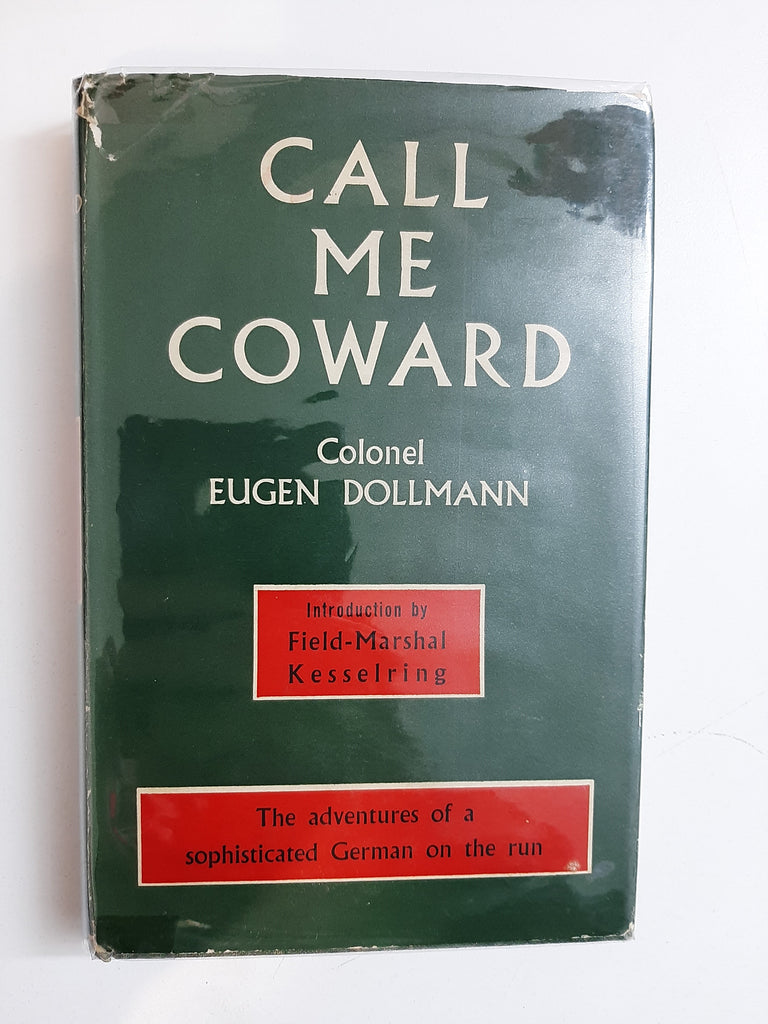 CALL
ME
COWARD
Colonel
EUGEN DOLLMANN
Introduction by
Field-Marshal
Kesselring
The adventures of a
sophisticated German on the run